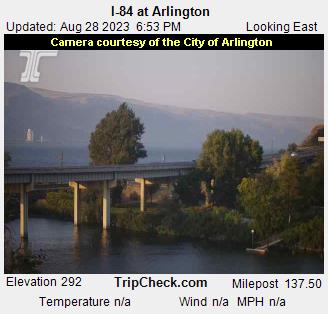 I-84 at Arlington
Updated: Aug 28 2023 6:53 PM Looking East
Camera courtesy of the City of Arlington
Elevation 292 TripCheck.com Milepost 137.50
Temperature n/a Wind n/a MPH n/a